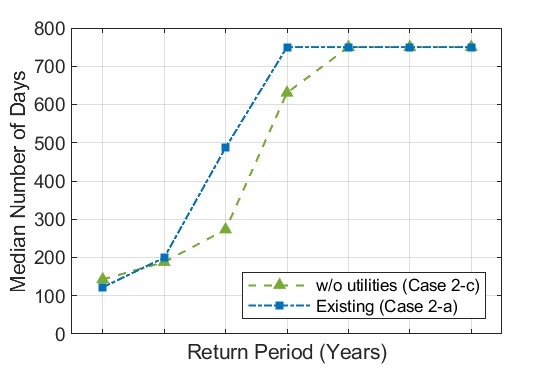 800
700
600
500
400
300
200
100
0
Median Number of Days
w/o utilities (Case 2-c)
Existing (Case 2-a)
Return Period (Years)